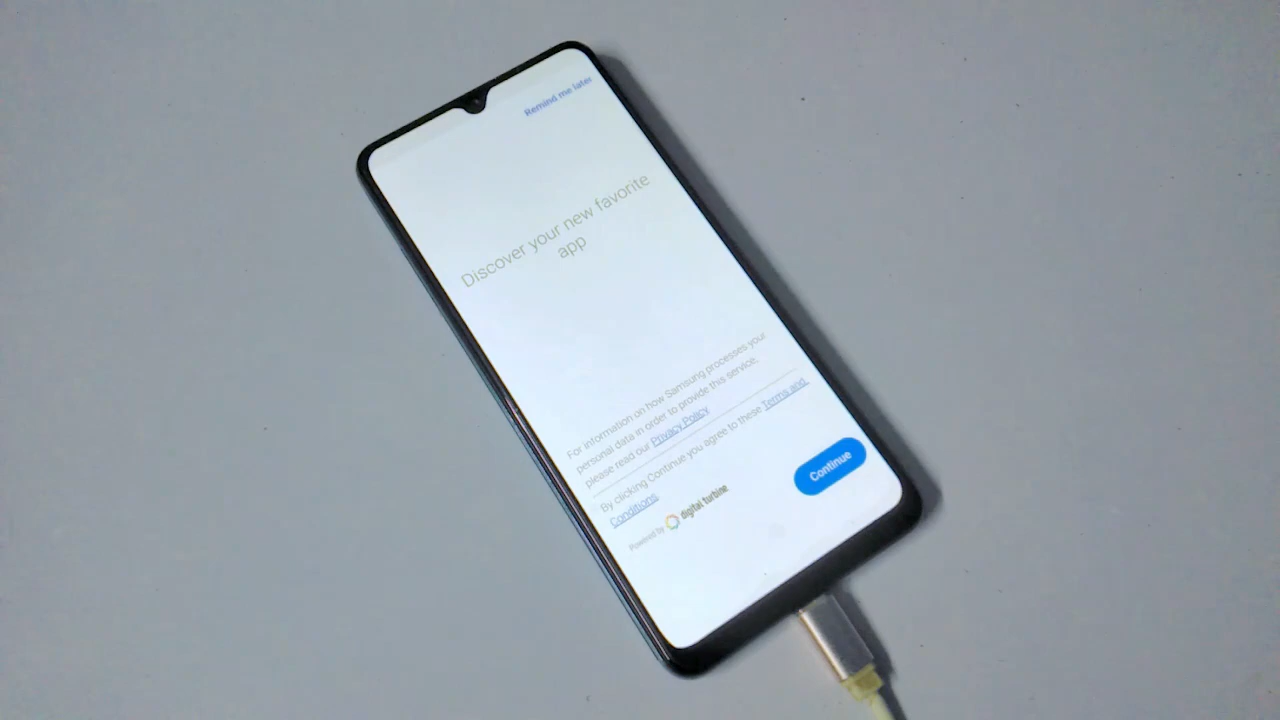 Remind me later
Discover your new favorite
app
For information on how Samsung processes your
personal data in order to provide this service,
please read our Privacy Policy
By clicking Continue you agree to these Terms and
Conditions
Powered by digital turbine
Continue